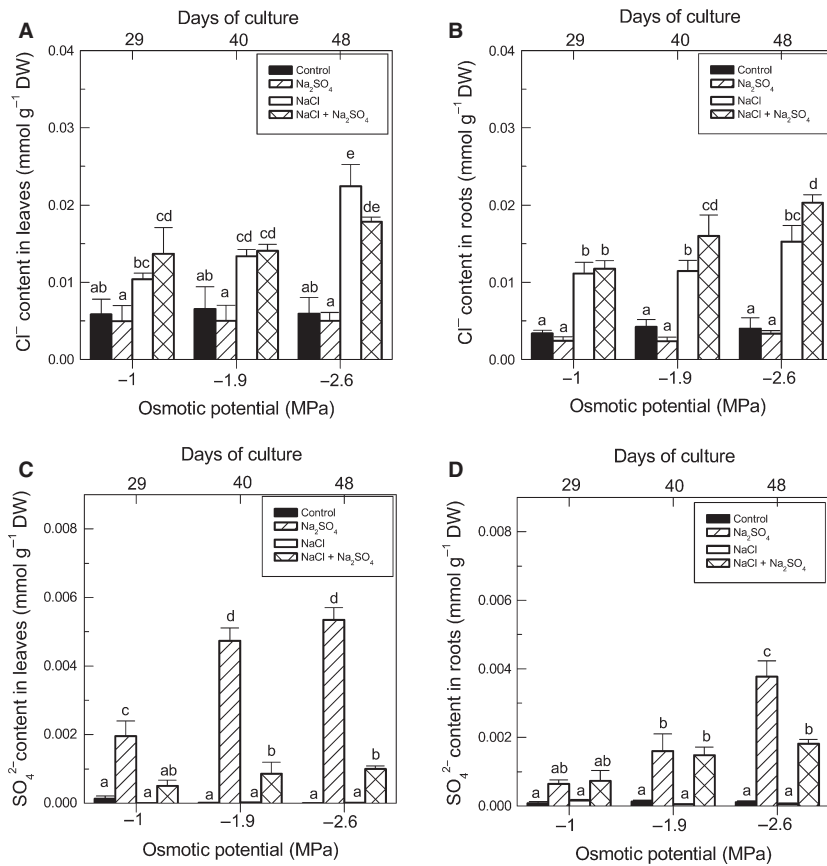 A
Days of culture
29 40 48
0.04
0.03
0.02
0.01
0.00
Cl⁻ content in leaves (mmol g⁻¹ DW)
Control
Na₂SO₄
NaCl
NaCl + Na₂SO₄
ab a bc cd
ab a cd cd
ab a e de
−1 −1.9 −2.6
Osmotic potential (MPa)
B
Days of culture
29 40 48
0.04
0.03
0.02
0.01
0.00
Cl⁻ content in roots (mmol g⁻¹ DW)
Control
Na₂SO₄
NaCl
NaCl + Na₂SO₄
a a b b
a a b cd
a a bc d
−1 −1.9 −2.6
Osmotic potential (MPa)
C
Days of culture
29 40 48
0.008
0.006
0.004
0.002
0.000
SO₄²⁻ content in leaves (mmol g⁻¹ DW)
Control
Na₂SO₄
NaCl
NaCl + Na₂SO₄
a c a ab
a d a b
a d a b
−1 −1.9 −2.6
Osmotic potential (MPa)
D
Days of culture
29 40 48
0.008
0.006
0.004
0.002
0.000
SO₄²⁻ content in roots (mmol g⁻¹ DW)
Control
Na₂SO₄
NaCl
NaCl + Na₂SO₄
a ab a ab
a b a b
a c a b
−1 −1.9 −2.6
Osmotic potential (MPa)